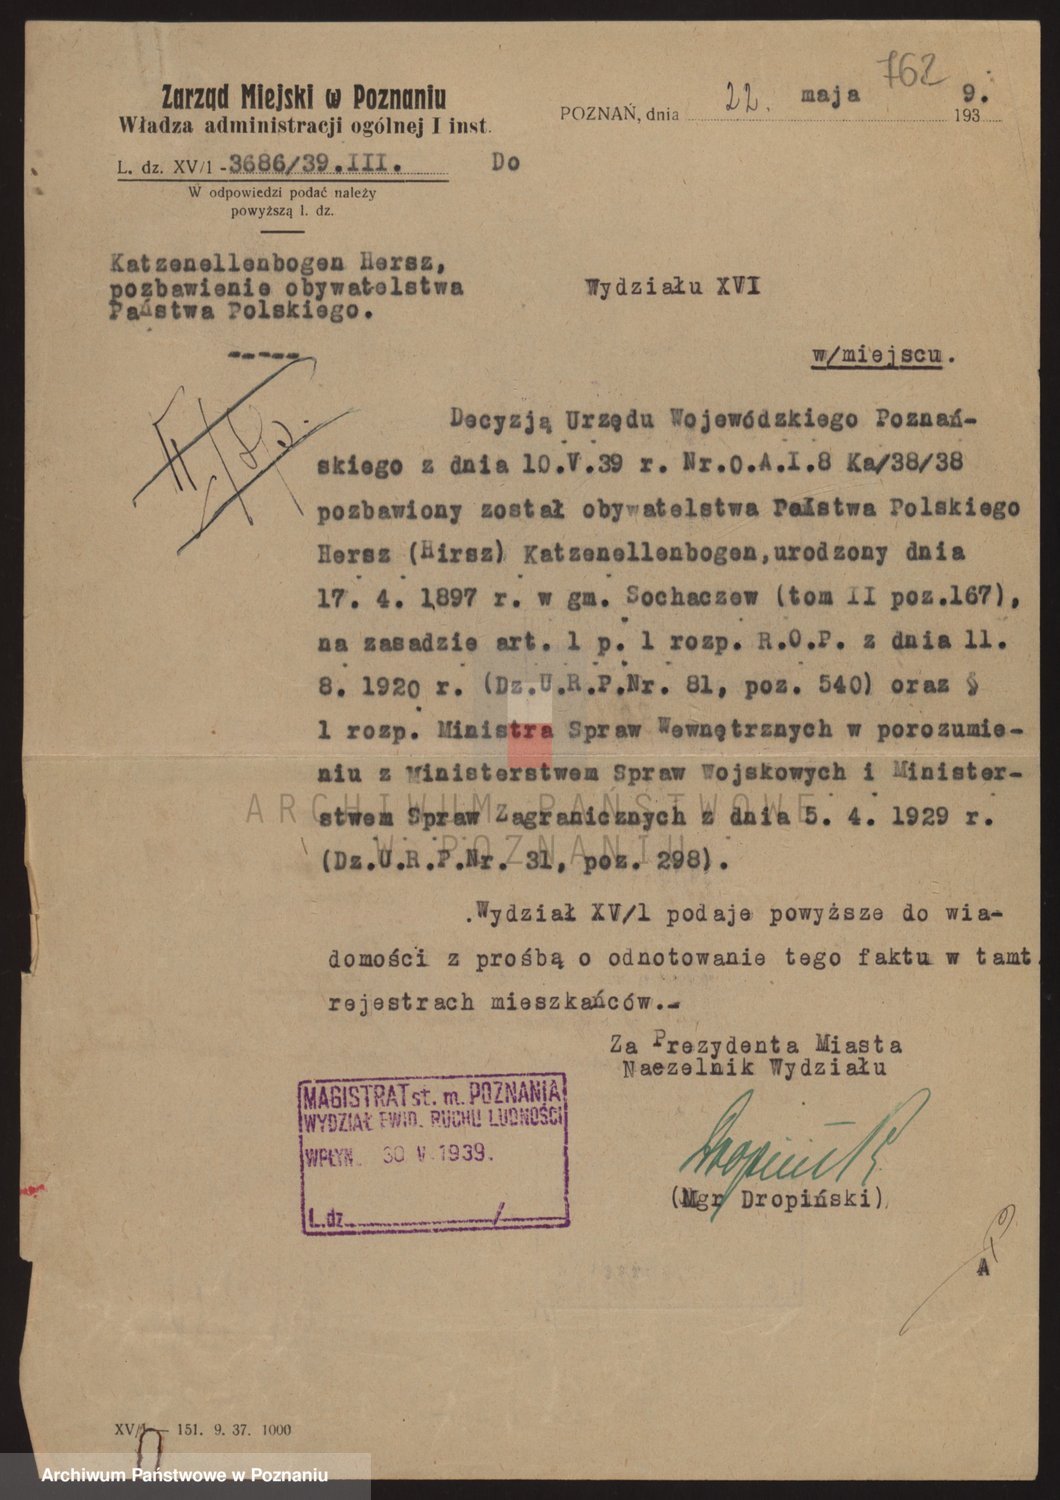 762
Zarząd Miejski w Poznaniu
Władza administracji ogólnej I inst.
POZNAŃ, dnia 22. maja 1939.
L. dz. XV/1 - 3686/39.III.
Do
W odpowiedzi podać należy
powyższą l. dz.
Katzenellenbogen Hersz,
pozbawienie obywatelstwa
Państwa Polskiego.
-----
Wydziału XVI
w/miejscu.
Decyzją Urzędu Wojewódzkiego Poznań-
skiego z dnia 10.V.39 r. Nr.O.A.I.8 Ka/38/38
pozbawiony został obywatelstwa Państwa Polskiego
Hersz (Hirsz) Katzenellenbogen,urodzony dnia
17. 4. 1897 r. w gm. Sochaczew (tom II poz.167),
na zasadzie art. 1 p. 1 rozp. R.O.P. z dnia 11.
8. 1920 r. (Dz.U.R.P.Nr. 81, poz. 540) oraz §
1 rozp. Ministra Spraw Wewnętrznych w porozumie-
niu z Ministerstwem Spraw Wojskowych i Minister-
stwem Spraw Zagranicznych z dnia 5. 4. 1929 r.
(Dz.U.R.P.Nr. 31, poz. 298).
ARCHIWUM PAŃSTWOWE
W POZNANIU
.Wydział XV/1 podaje powyższe do wia-
domości z prośbą o odnotowanie tego faktu w tamt.
rejestrach mieszkańców.-
Za Prezydenta Miasta
Naczelnik Wydziału
MAGISTRAT st. m. POZNANIA
WYDZIAŁ EWID. RUCHU LUDNOŚCI
WPŁYN. 30 V 1939.
L. dz. /
Dropiński
(Mgr Dropiński)
A
XV/1 — 151. 9. 37. 1000
Archiwum Państwowe w Poznaniu